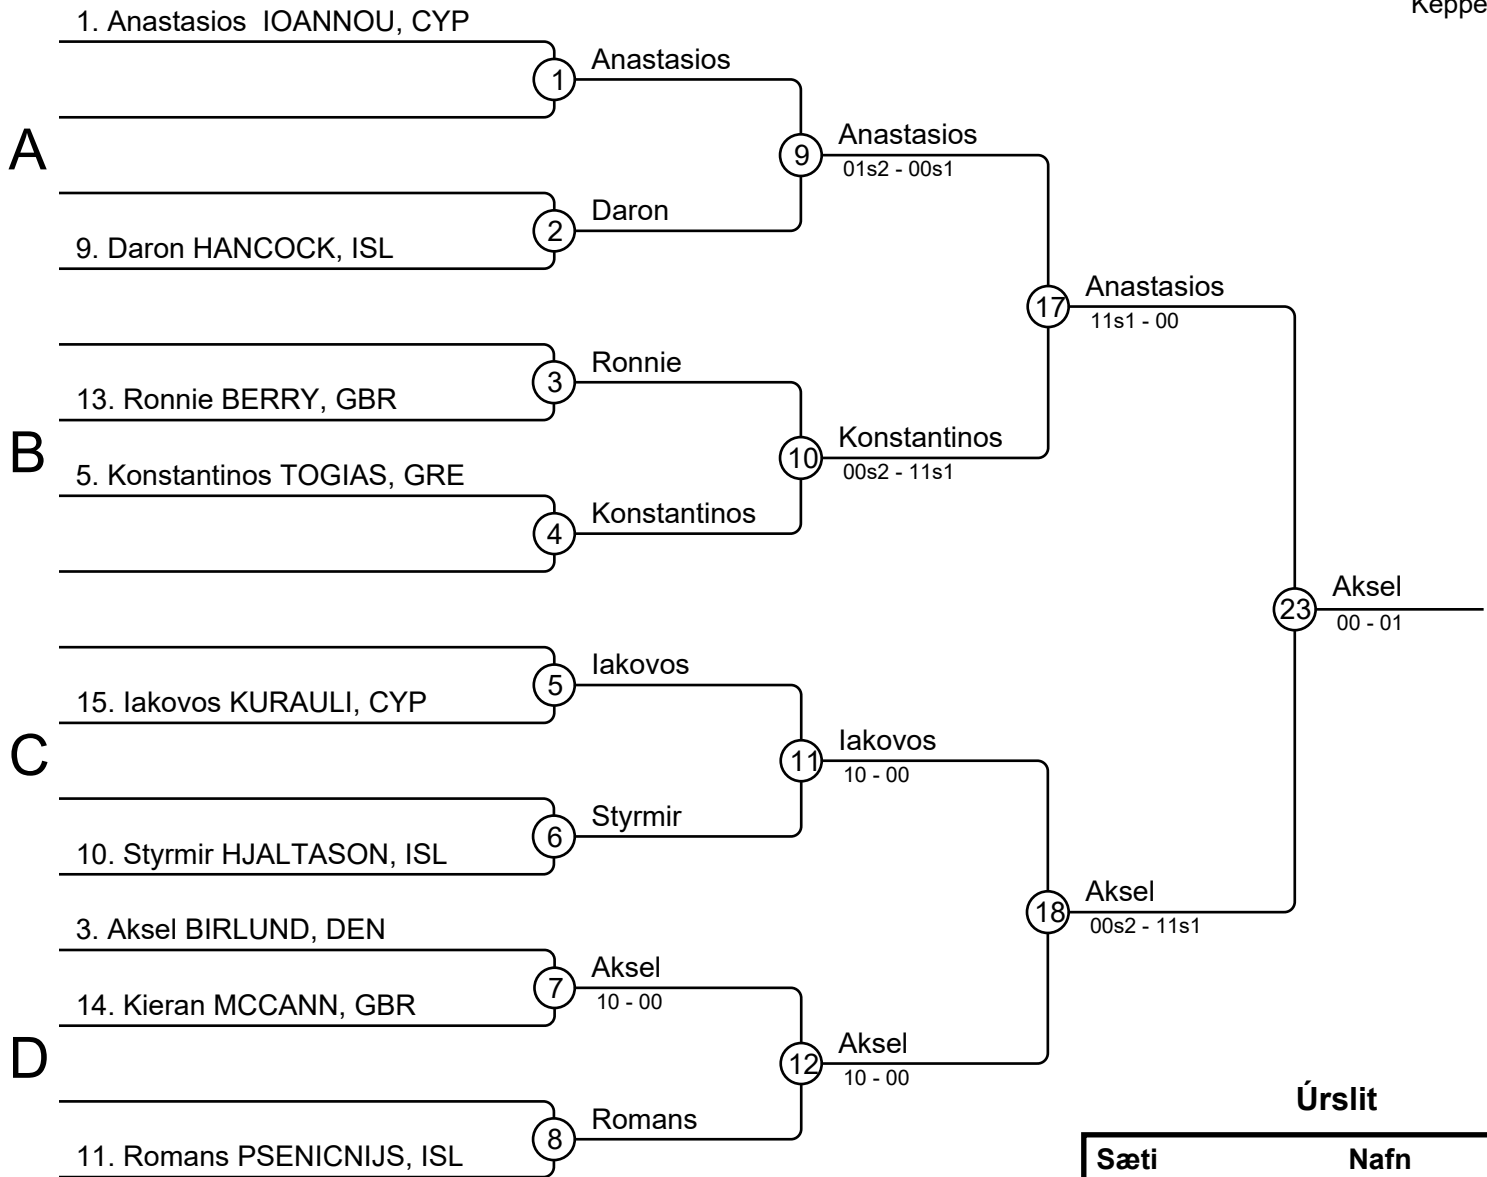 Keppe
1. Anastasios  IOANNOU, CYP
1
Anastasios
A
9
Anastasios
01s2 - 00s1
2
Daron
9. Daron HANCOCK, ISL
17
Anastasios
11s1 - 00
3
Ronnie
13. Ronnie BERRY, GBR
B
10
Konstantinos
00s2 - 11s1
5. Konstantinos TOGIAS, GRE
4
Konstantinos
23
Aksel
00 - 01
5
Iakovos
15. Iakovos KURAULI, CYP
C
11
Iakovos
10 - 00
6
Styrmir
10. Styrmir HJALTASON, ISL
18
Aksel
00s2 - 11s1
3. Aksel BIRLUND, DEN
7
Aksel
10 - 00
14. Kieran MCCANN, GBR
D
12
Aksel
10 - 00
8
Romans
11. Romans PSENICNIJS, ISL
Úrslit
Sæti Nafn